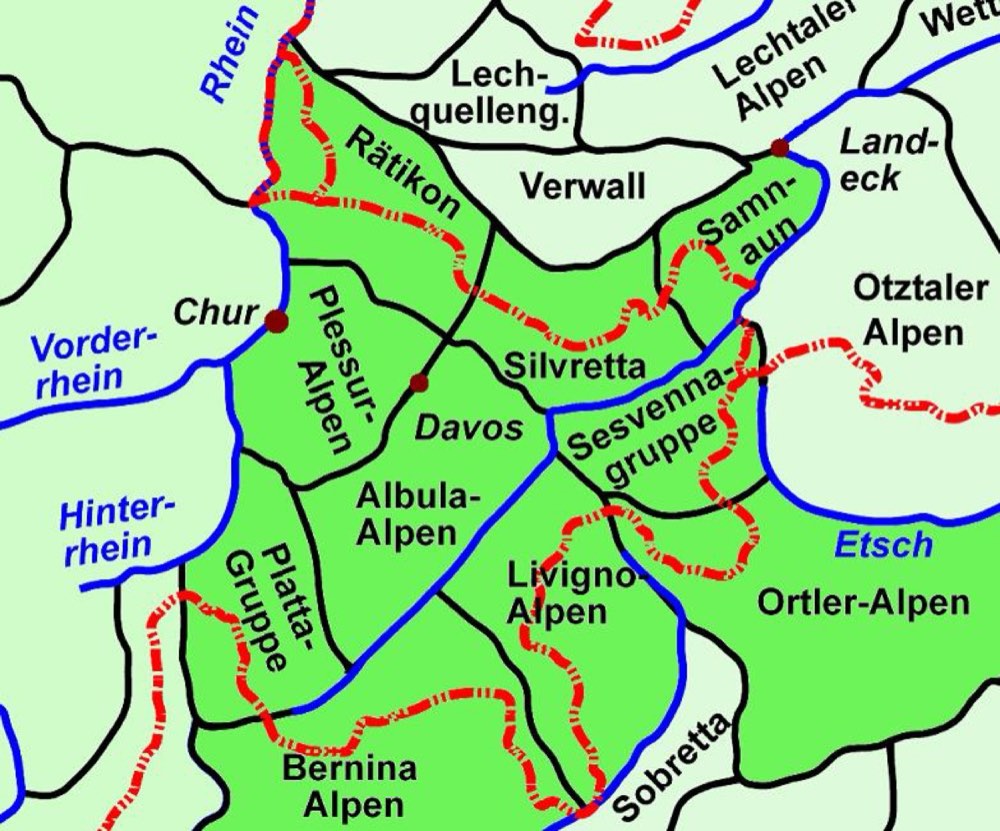 Rhein
Lech-
quelleng.
Lechtaler
Alpen
Wett
Rätikon
Verwall
Land-
eck
Samn-
aun
Otztaler
Alpen
Chur
Vorder-
rhein
Plessur-
Alpen
Silvretta
Davos
Sesvenna-
gruppe
Albula-
Alpen
Hinter-
rhein
Etsch
Platta-
Gruppe
Livigno-
Alpen
Ortler-Alpen
Bernina
Alpen
Sobretta